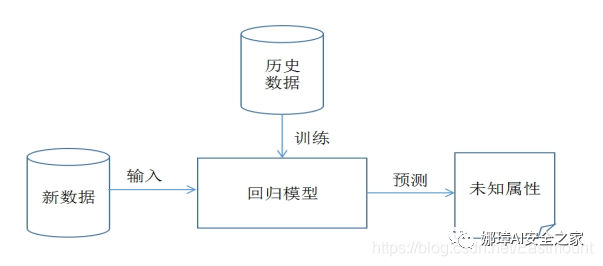 历史
数据
训练
新数据
输入
回归模型
预测
未知属性
娜璋AI安全之家
https://blog.csdn.net/Eastmount